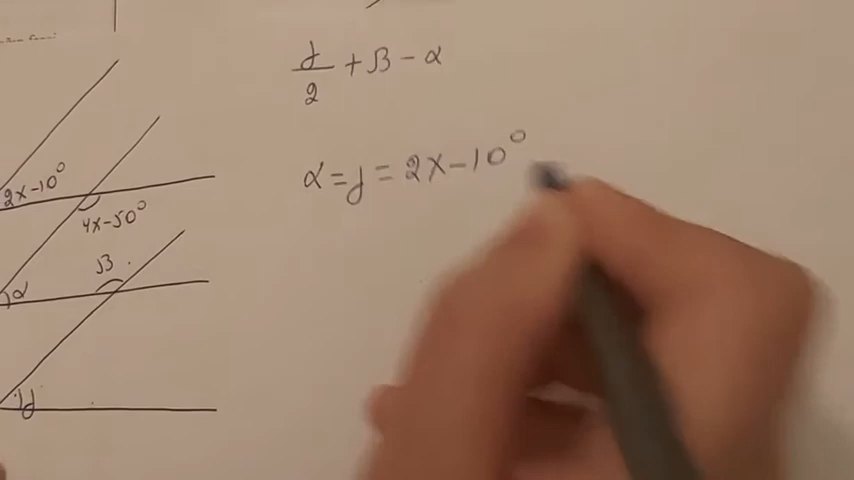 γ/2 + β - α
2x-10°
α = γ = 2x-10°
4x-50°
β
α
γ